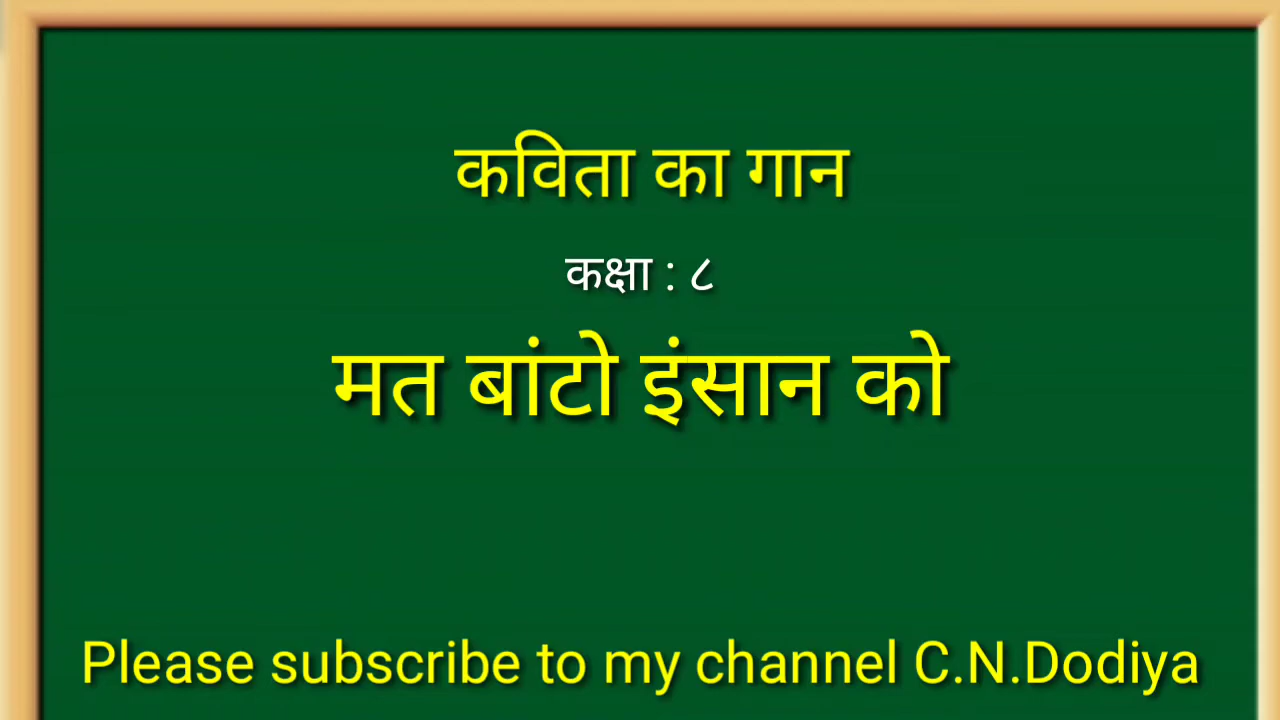 कविता का गान
कक्षा : ८
मत बांटो इंसान को
Please subscribe to my channel C.N.Dodiya